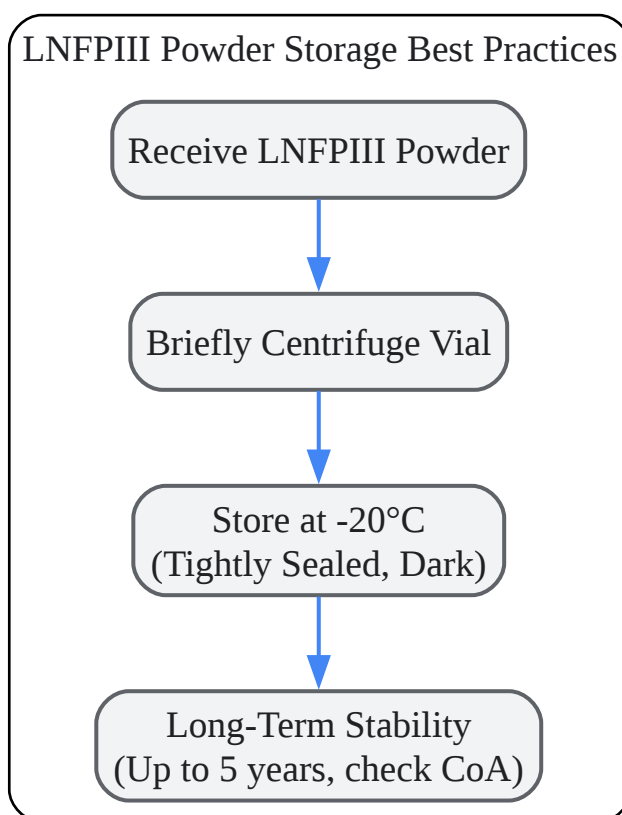 LNFPIII Powder Storage Best Practices
Receive LNFPIII Powder
Briefly Centrifuge Vial
Store at -20°C
(Tightly Sealed, Dark)
Long-Term Stability
(Up to 5 years, check CoA)